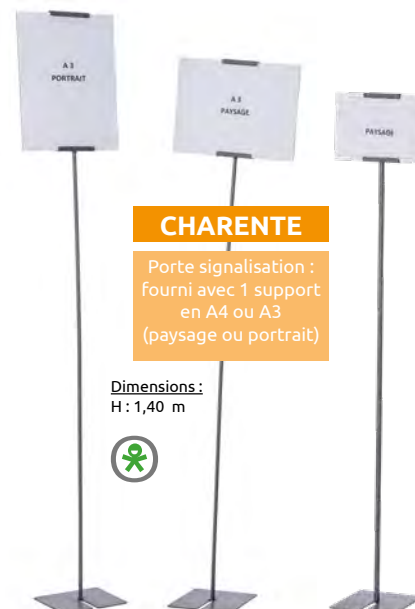 A 3
PORTRAIT
A 3
PAYSAGE
PAYSAGE
CHARENTE
Porte signalisation :
fourni avec 1 support
en A4 ou A3
(paysage ou portrait)
Dimensions :
H : 1,40 m